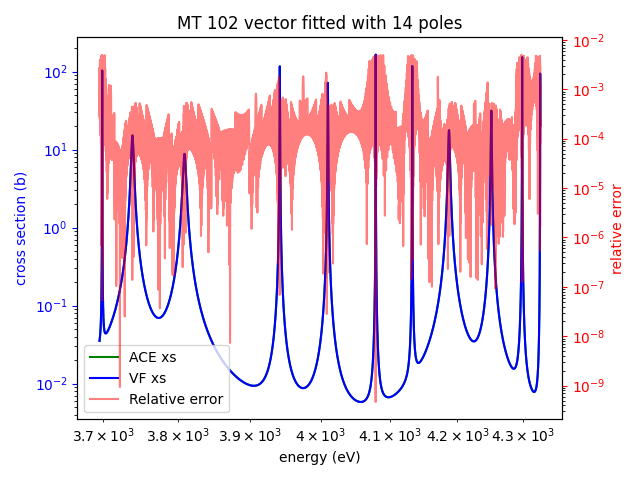 MT 102 vector fitted with 14 poles
10²
10¹
10⁰
10⁻¹
10⁻²
cross section (b)
10⁻²
10⁻³
10⁻⁴
10⁻⁵
10⁻⁶
10⁻⁷
10⁻⁸
10⁻⁹
relative error
ACE xs
VF xs
Relative error
3.7 × 10³ 3.8 × 10³ 3.9 × 10³ 4 × 10³ 4.1 × 10³ 4.2 × 10³ 4.3 × 10³
energy (eV)